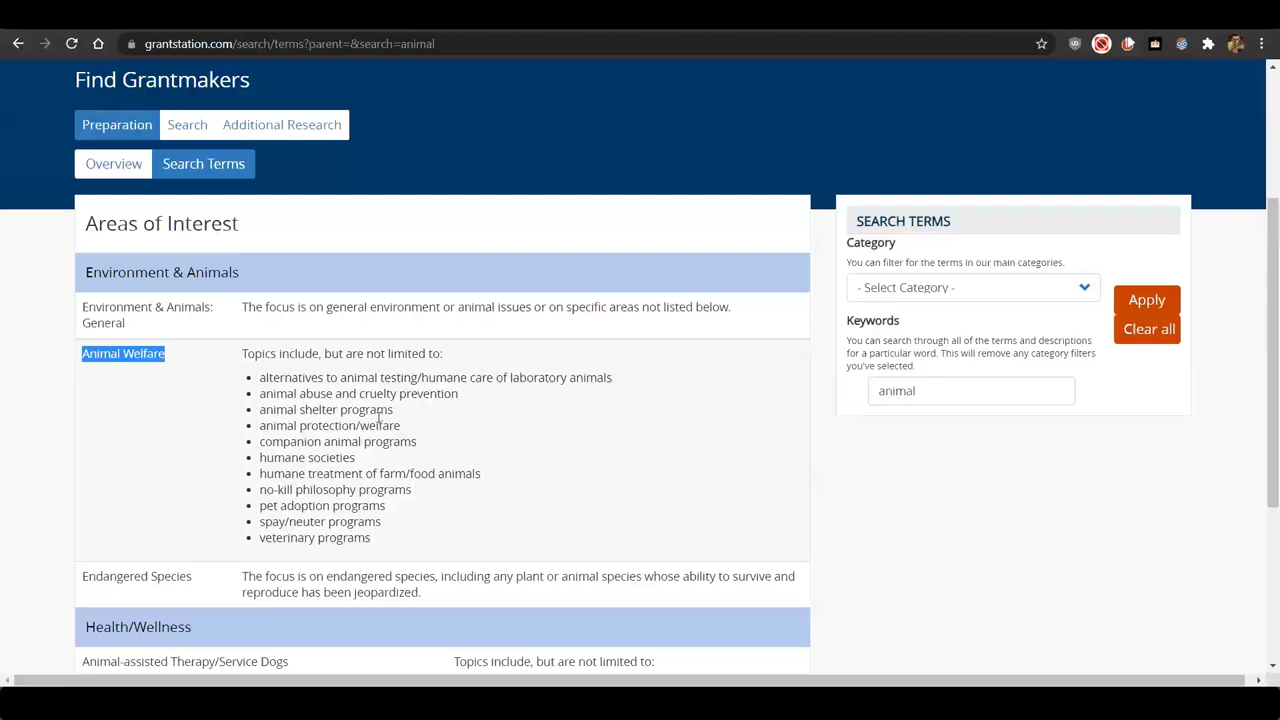 grantstation.com/search/terms?parent=&search=animal
Find Grantmakers
Preparation Search Additional Research
Overview Search Terms
Areas of Interest
Environment & Animals
Environment & Animals:
General
The focus is on general environment or animal issues or on specific areas not listed below.
Animal Welfare
Topics include, but are not limited to:
• alternatives to animal testing/humane care of laboratory animals
• animal abuse and cruelty prevention
• animal shelter programs
• animal protection/welfare
• companion animal programs
• humane societies
• humane treatment of farm/food animals
• no-kill philosophy programs
• pet adoption programs
• spay/neuter programs
• veterinary programs
Endangered Species
The focus is on endangered species, including any plant or animal species whose ability to survive and
reproduce has been jeopardized.
Health/Wellness
Animal-assisted Therapy/Service Dogs
Topics include, but are not limited to:
SEARCH TERMS
Category
You can filter for the terms in our main categories.
- Select Category -
Apply
Clear all
Keywords
You can search through all of the terms and descriptions
for a particular word. This will remove any category filters
you've selected.
animal